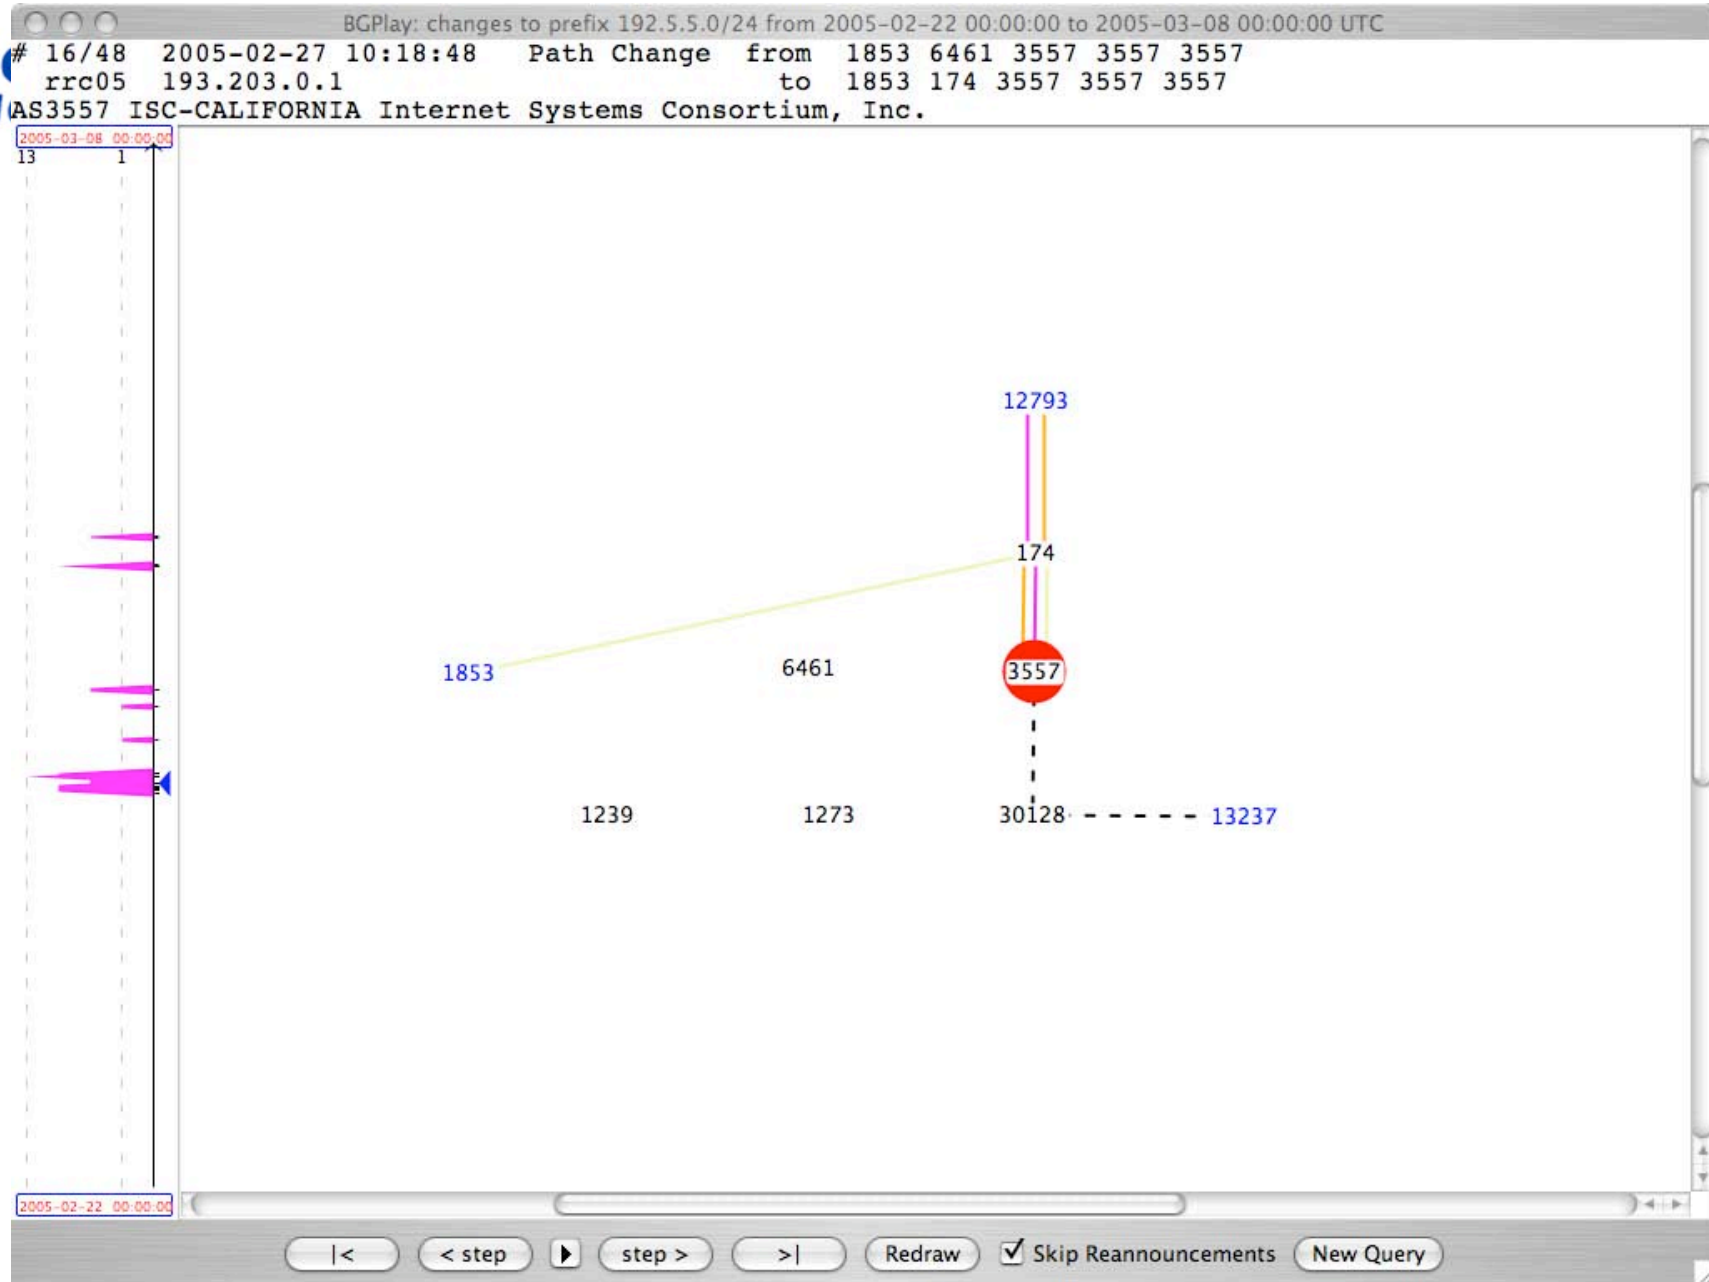 BGPlay: changes to prefix 192.5.5.0/24 from 2005-02-22 00:00:00 to 2005-03-08 00:00:00 UTC
# 16/48 2005-02-27 10:18:48 Path Change from 1853 6461 3557 3557 3557
rrc05 193.203.0.1 to 1853 174 3557 3557 3557
AS3557 ISC-CALIFORNIA Internet Systems Consortium, Inc.
2005-03-08 00:00:00
13 1
12793
174
1853 6461 3557
1239 1273 30128 13237
2005-02-22 00:00:00
|< < step step > >| Redraw Skip Reannouncements New Query